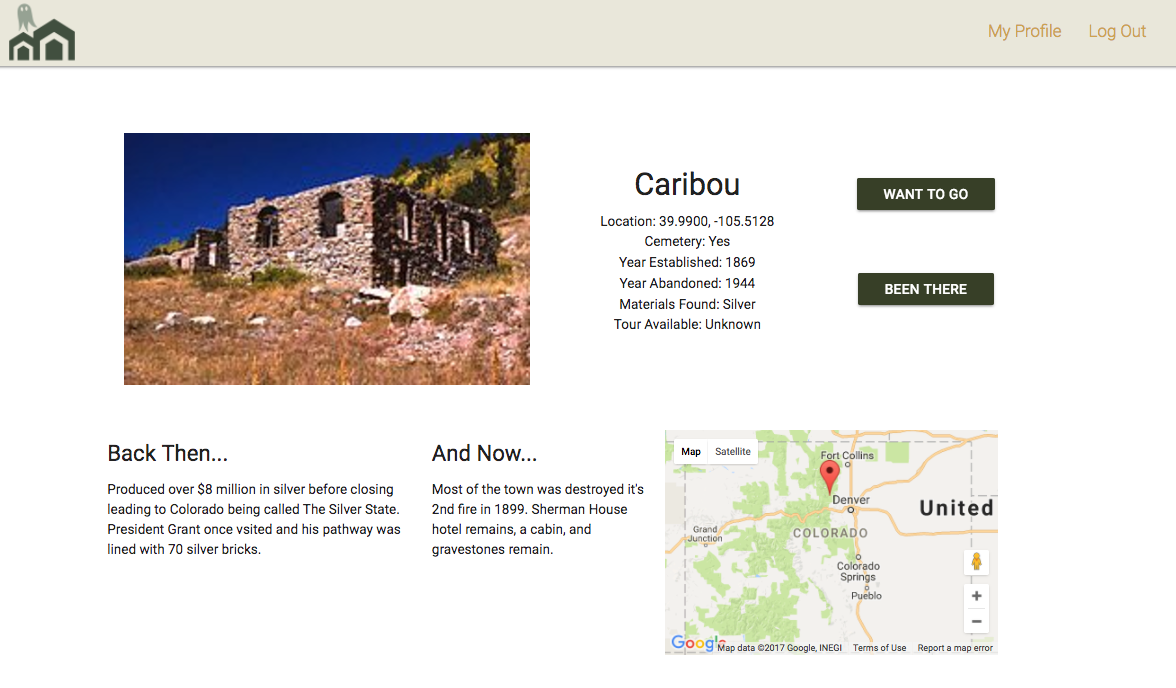 My Profile
Log Out
Caribou
Location: 39.9900, -105.5128
Cemetery: Yes
Year Established: 1869
Year Abandoned: 1944
Materials Found: Silver
Tour Available: Unknown
WANT TO GO
BEEN THERE
Back Then...
Produced over $8 million in silver before closing
leading to Colorado being called The Silver State.
President Grant once vsited and his pathway was
lined with 70 silver bricks.
And Now...
Most of the town was destroyed it's
2nd fire in 1899. Sherman House
hotel remains, a cabin, and
gravestones remain.
Map
Satellite
Fort Collins
Denver
United
Grand
Junction
COLORADO
Colorado
Springs
Pueblo
+
−
Google
Map data ©2017 Google, INEGI
Terms of Use
Report a map error